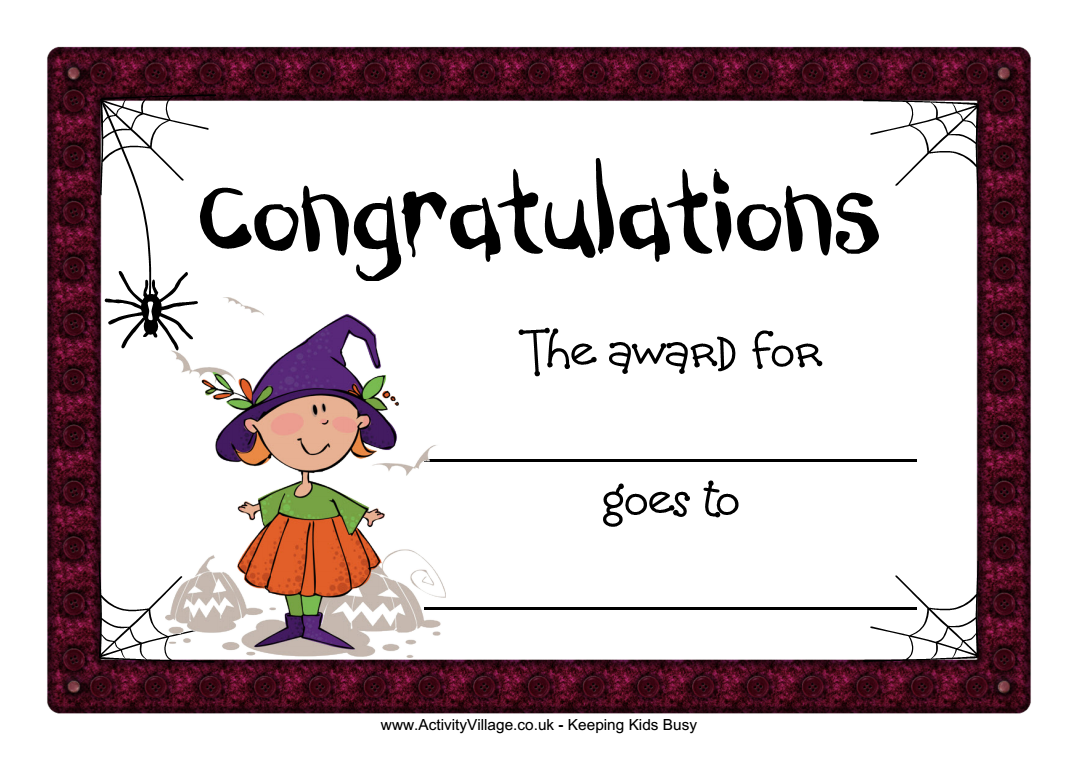 Congratulations
The award for
goes to
www.ActivityVillage.co.uk - Keeping Kids Busy